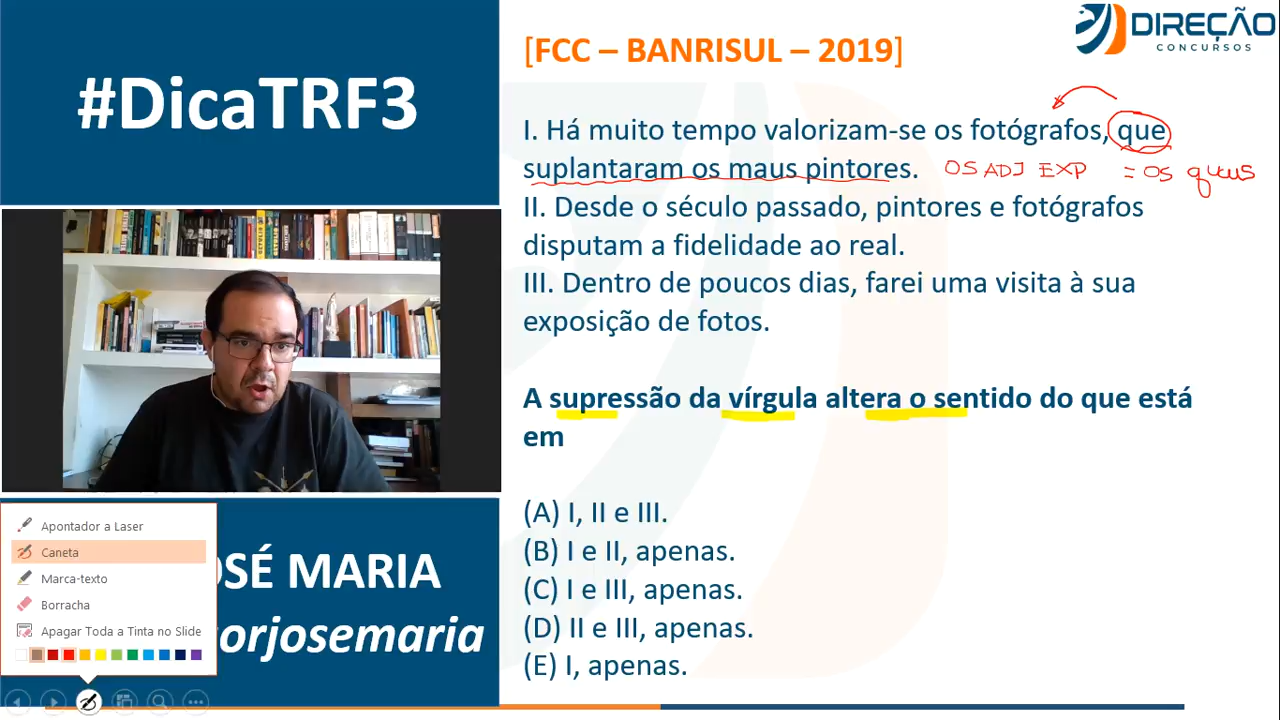 #DicaTRF3
DIREÇÃO
CONCURSOS
[FCC – BANRISUL – 2019]
I. Há muito tempo valorizam-se os fotógrafos, que
suplantaram os maus pintores.
OS ADJ EXP = OS quais
II. Desde o século passado, pintores e fotógrafos
disputam a fidelidade ao real.
III. Dentro de poucos dias, farei uma visita à sua
exposição de fotos.
A supressão da vírgula altera o sentido do que está
em
(A) I, II e III.
(B) I e II, apenas.
(C) I e III, apenas.
(D) II e III, apenas.
(E) I, apenas.
OSÉ MARIA
orjosemaria
Apontador a Laser
Caneta
Marca-texto
Borracha
Apagar Toda a Tinta no Slide